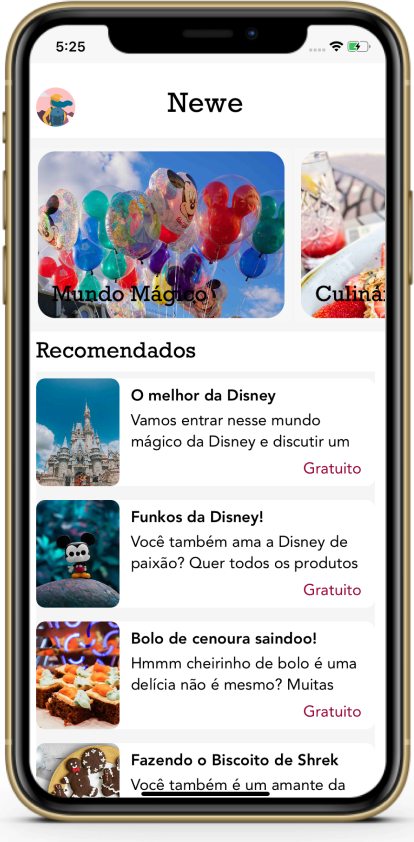 5:25
Newe
Mundo Mágico
Culiná
Recomendados
O melhor da Disney
Vamos entrar nesse mundo
mágico da Disney e discutir um
Gratuito
Funkos da Disney!
Você também ama a Disney de
paixão? Quer todos os produtos
Gratuito
Bolo de cenoura saindoo!
Hmmm cheirinho de bolo é uma
delícia não é mesmo? Muitas
Gratuito
Fazendo o Biscoito de Shrek
Você também é um amante da